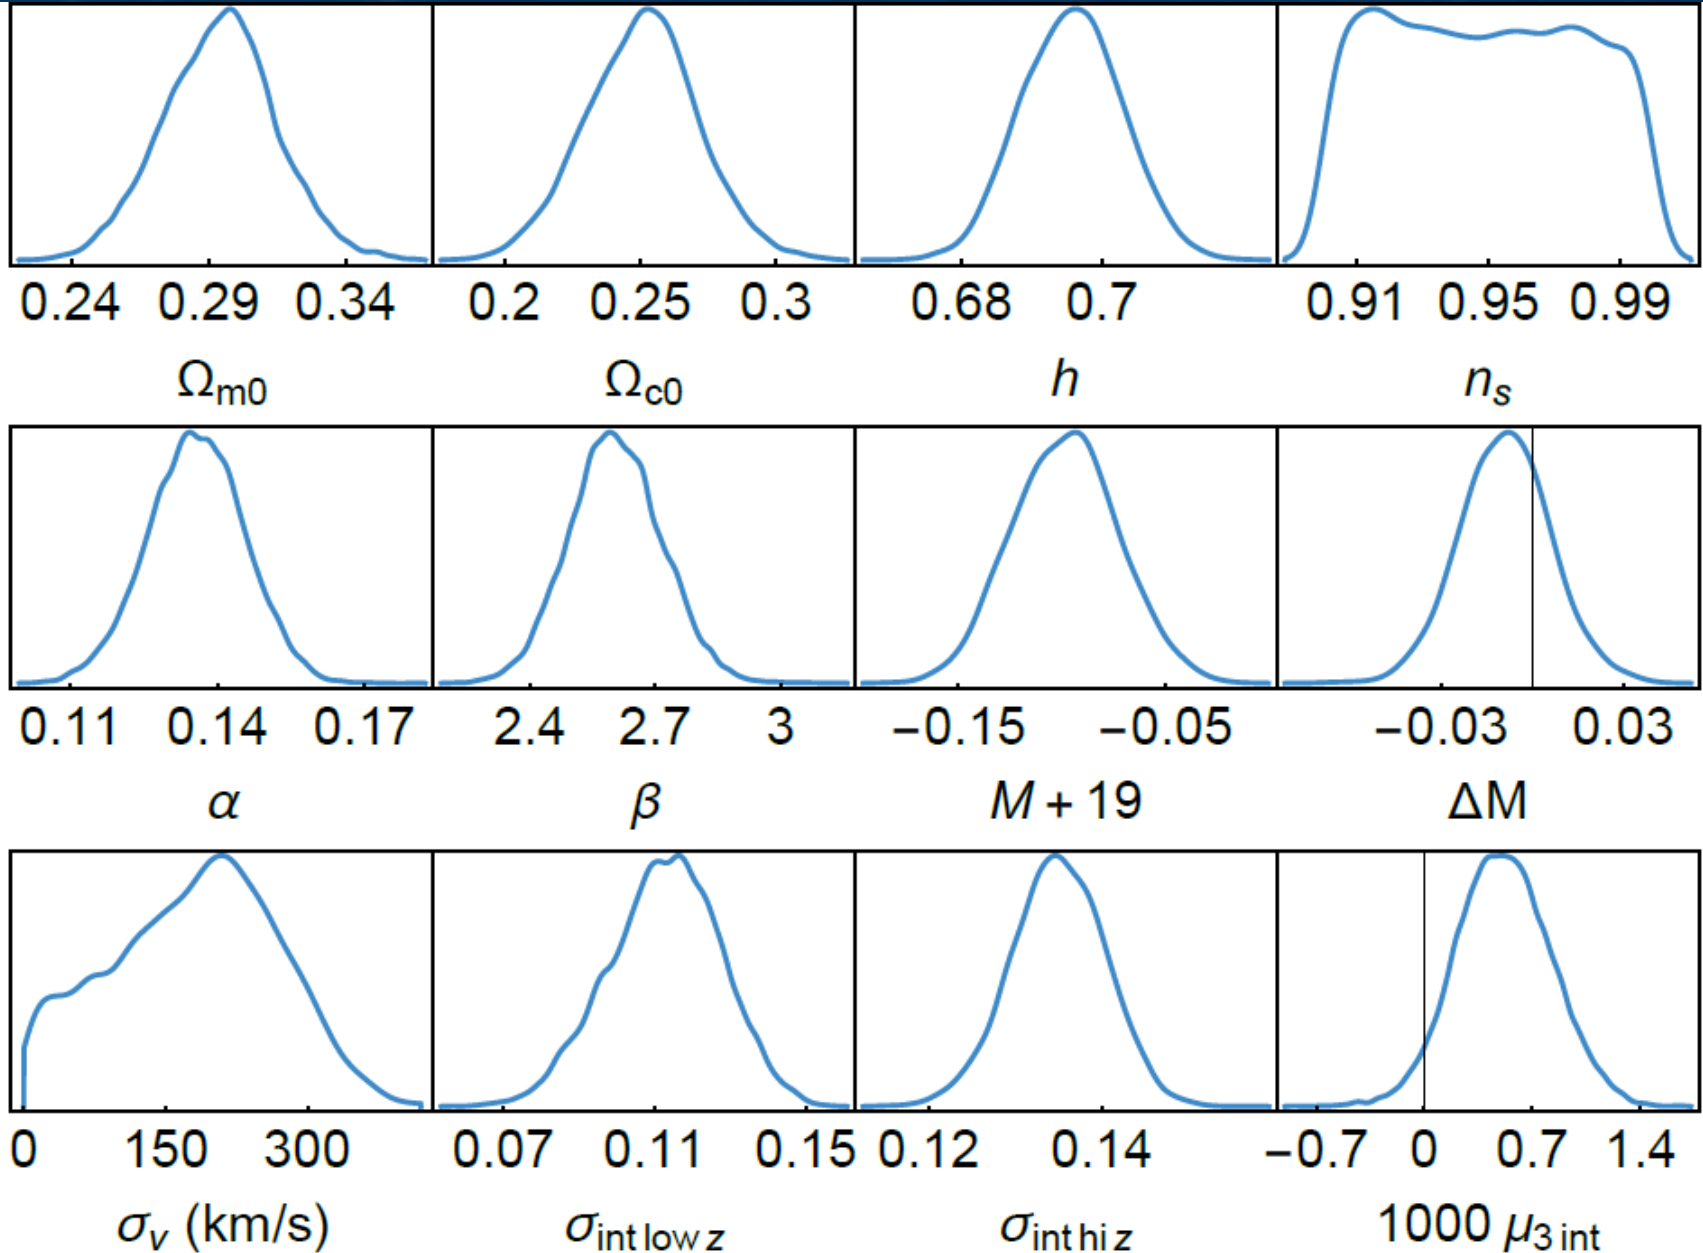 0.24 0.29 0.34 0.2 0.25 0.3 0.68 0.7 0.91 0.95 0.99
Ωm0 Ωc0 h ns
0.11 0.14 0.17 2.4 2.7 3 −0.15 −0.05 −0.03 0.03
α β M + 19 ΔM
0 150 300 0.07 0.11 0.15 0.12 0.14 −0.7 0 0.7 1.4
σv (km/s) σint low z σint hi z 1000 μ3 int